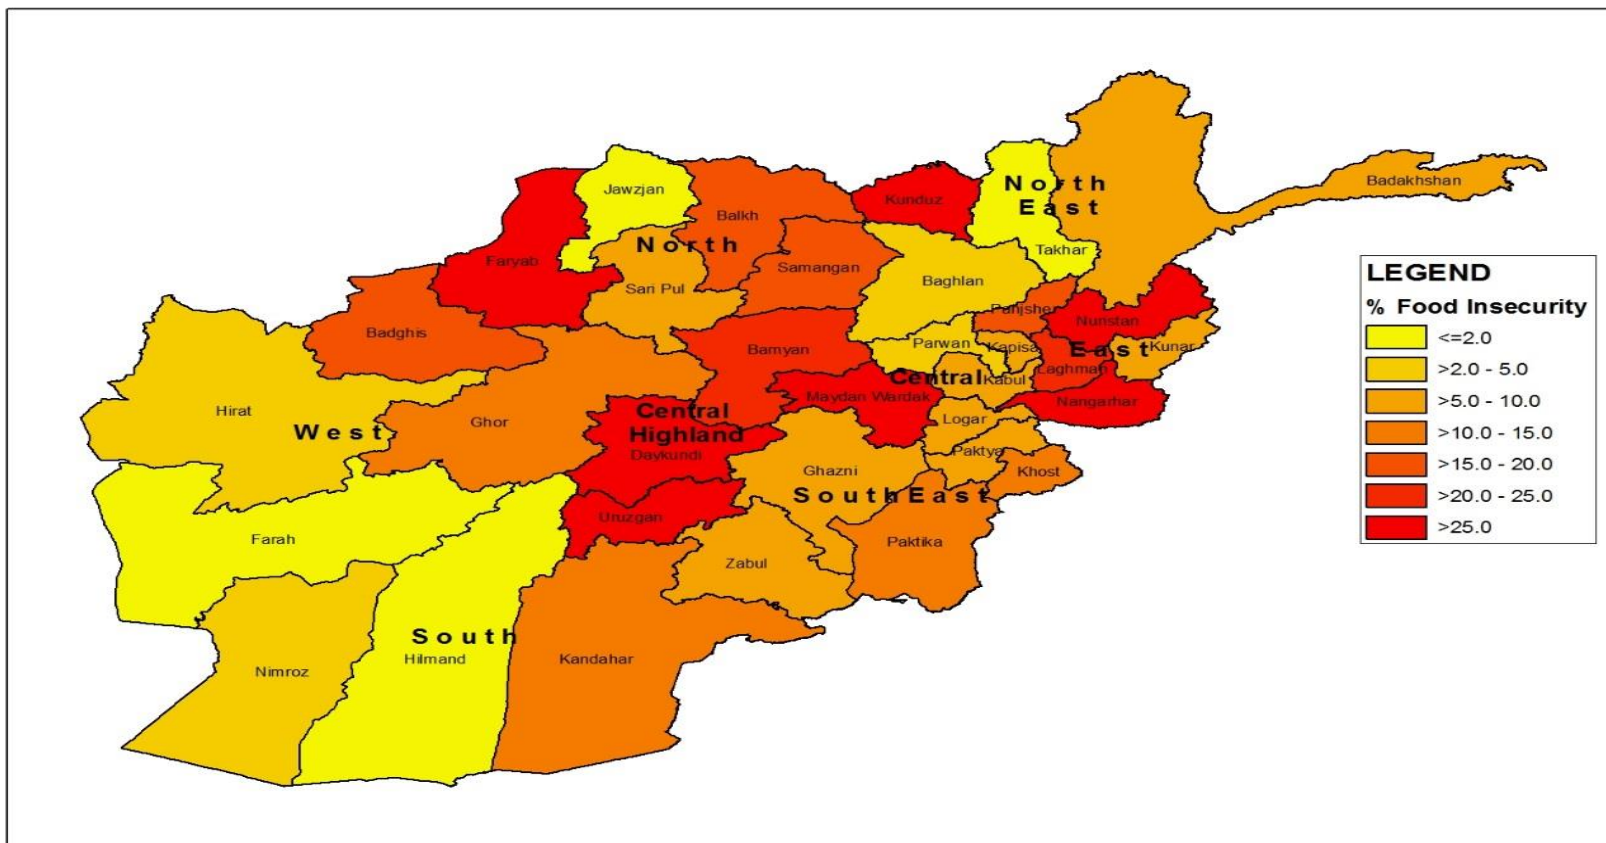 Jawzjan
Balkh
Kunduz
North
East
Badakhshan
North
Takhar
Faryab
Samangan
Baghlan
Sari Pul
Badghis
Panjsher
Nuristan
Parwan
Kapisa
East
Kunar
Bamyan
Laghman
Central
Kabul
Maydan Wardak
Nangarhar
Hirat
West
Ghor
Central
Highland
Daykundi
Logar
Paktya
Khost
Ghazni
SouthEast
Uruzgan
Farah
Paktika
Zabul
South
Hilmand
Kandahar
Nimroz
LEGEND
% Food Insecurity
<=2.0
>2.0 - 5.0
>5.0 - 10.0
>10.0 - 15.0
>15.0 - 20.0
>20.0 - 25.0
>25.0